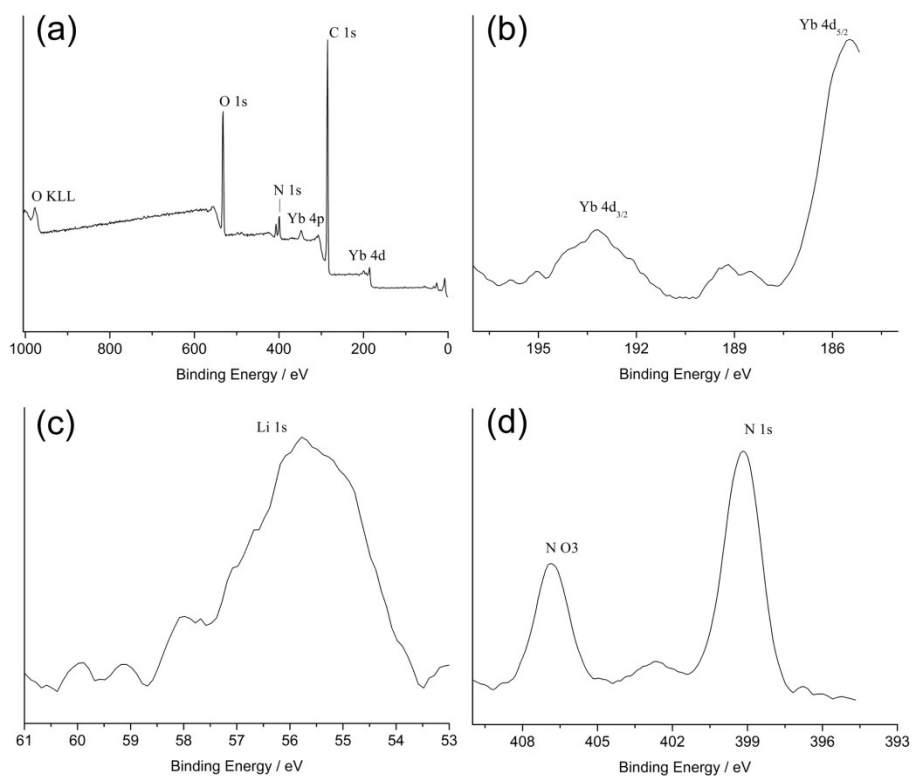 (a)
C 1s
O 1s
N 1s
O KLL
Yb 4p
Yb 4d
1000 800 600 400 200 0
Binding Energy / eV
(b)
Yb 4d5/2
Yb 4d3/2
195 192 189 186
Binding Energy / eV
(c)
Li 1s
61 60 59 58 57 56 55 54 53
Binding Energy / eV
(d)
N 1s
N O3
408 405 402 399 396 393
Binding Energy / eV